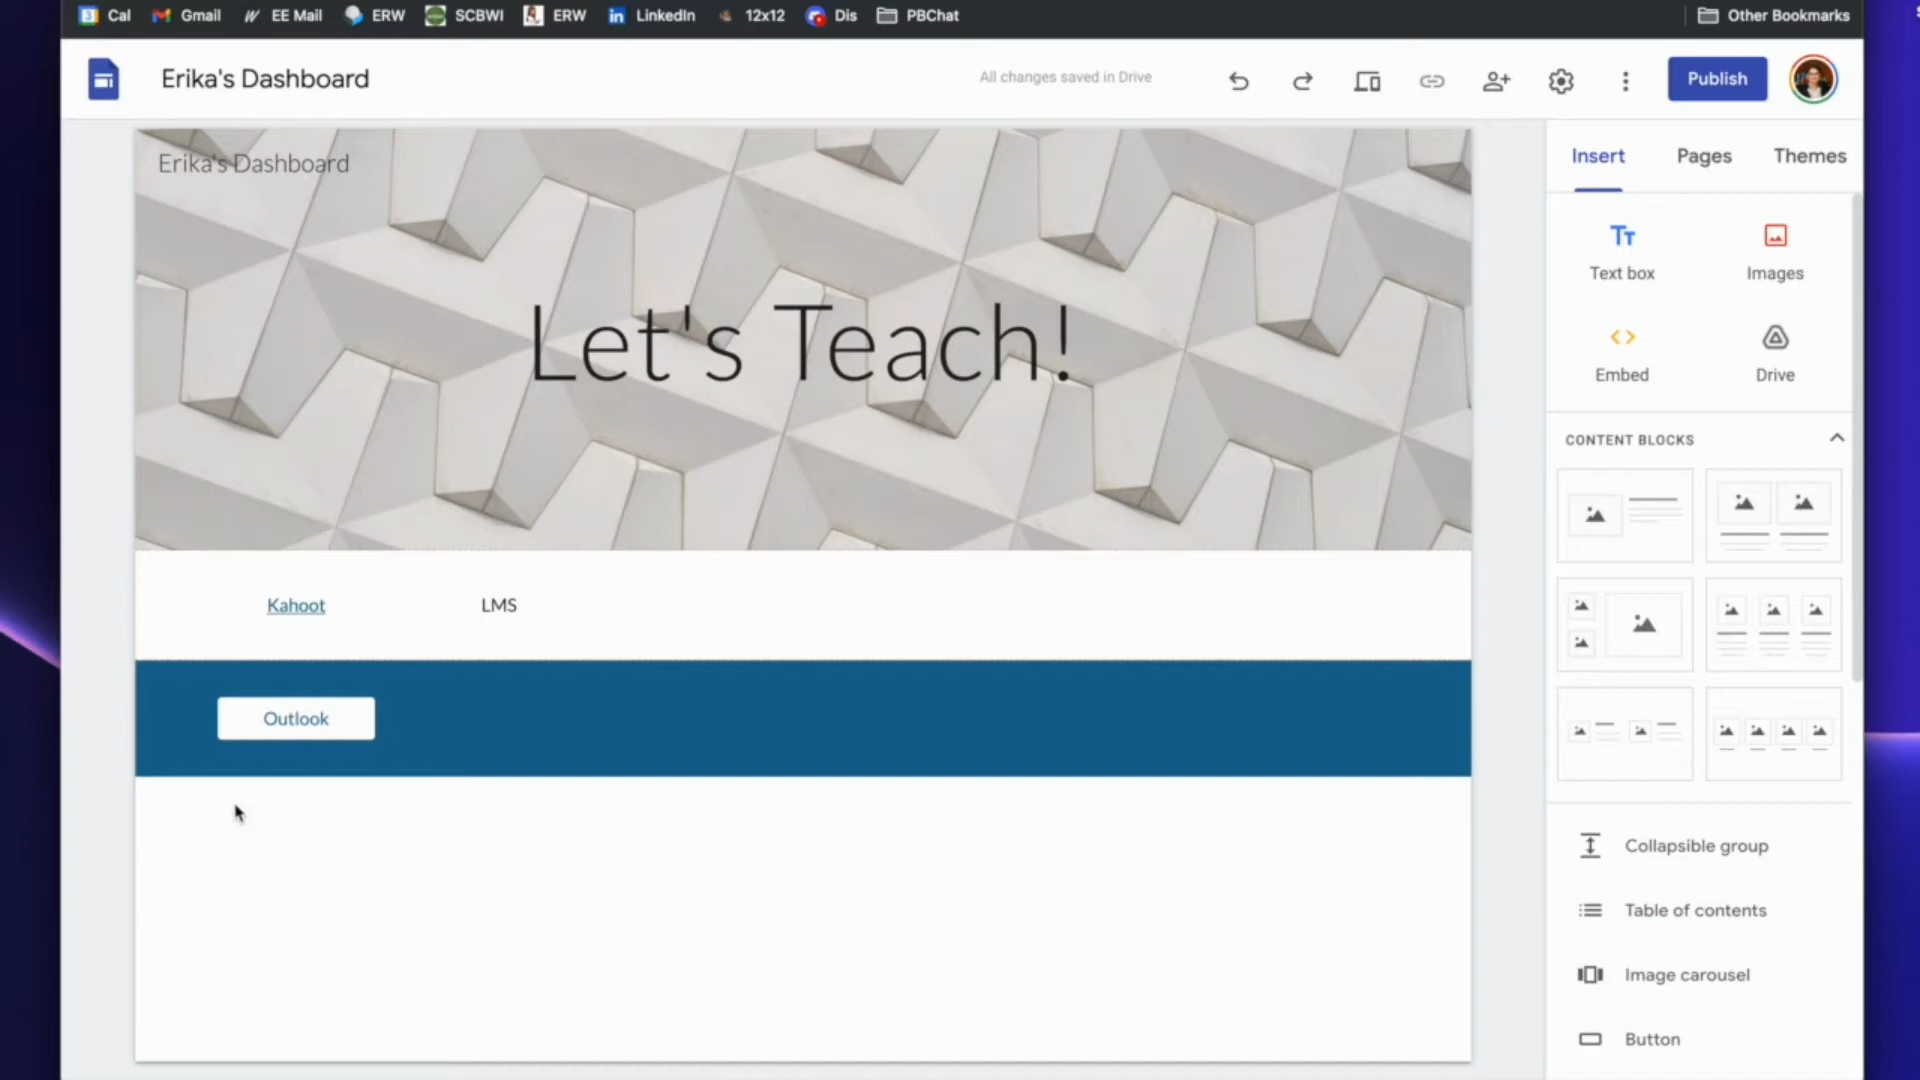 Cal Gmail EE Mail ERW SCBWI ERW in LinkedIn 12x12 Dis PBChat Other Bookmarks
Erika's Dashboard
All changes saved in Drive
Publish
Erika's Dashboard
Let's Teach!
Kahoot LMS
Outlook
Insert Pages Themes
Text box Images
Embed Drive
CONTENT BLOCKS
Collapsible group
Table of contents
Image carousel
Button